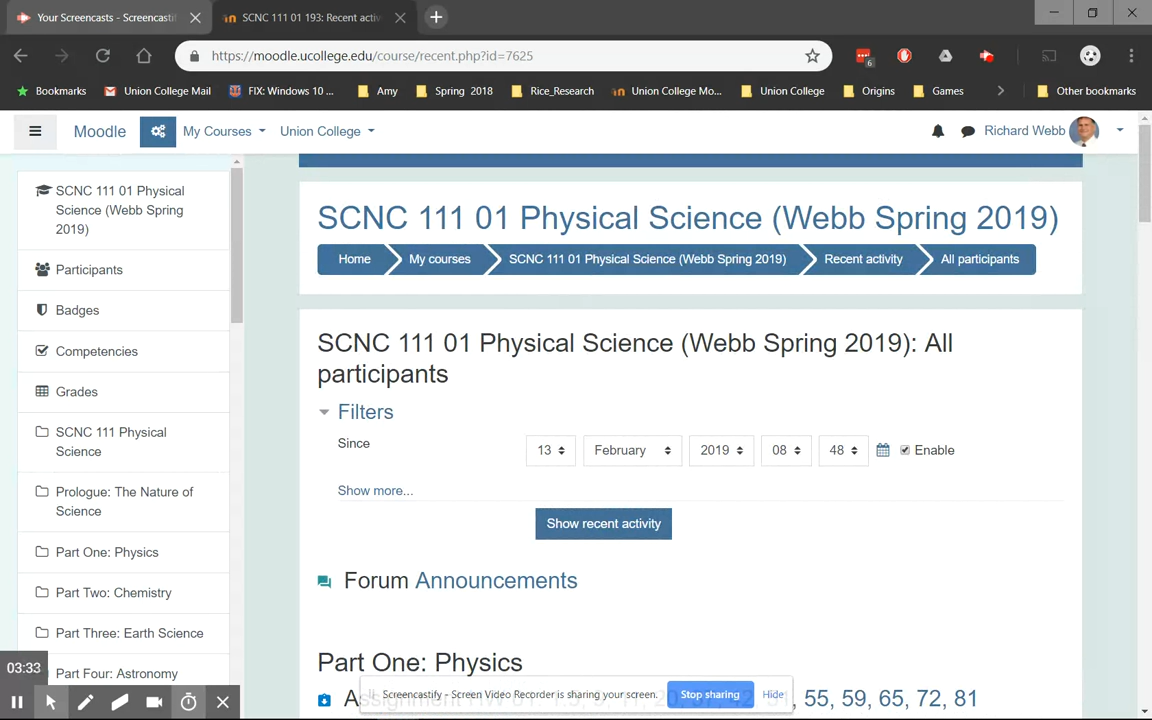 Your Screencasts - Screencastif
SCNC 111 01 193: Recent activ
https://moodle.ucollege.edu/course/recent.php?id=7625
6
Bookmarks
Union College Mail
FIX: Windows 10 ...
Amy
Spring 2018
Rice_Research
Union College Mo...
Union College
Origins
Games
Other bookmarks
Moodle
My Courses
Union College
Richard Webb
SCNC 111 01 Physical
Science (Webb Spring
2019)
Participants
Badges
Competencies
Grades
SCNC 111 Physical
Science
Prologue: The Nature of
Science
Part One: Physics
Part Two: Chemistry
Part Three: Earth Science
Part Four: Astronomy
SCNC 111 01 Physical Science (Webb Spring 2019)
Home
My courses
SCNC 111 01 Physical Science (Webb Spring 2019)
Recent activity
All participants
SCNC 111 01 Physical Science (Webb Spring 2019): All
participants
Filters
Since
13
February
2019
08
48
Enable
Show more...
Show recent activity
Forum Announcements
Part One: Physics
55, 59, 65, 72, 81
Screencastify - Screen Video Recorder is sharing your screen.
Stop sharing
Hide
03:33